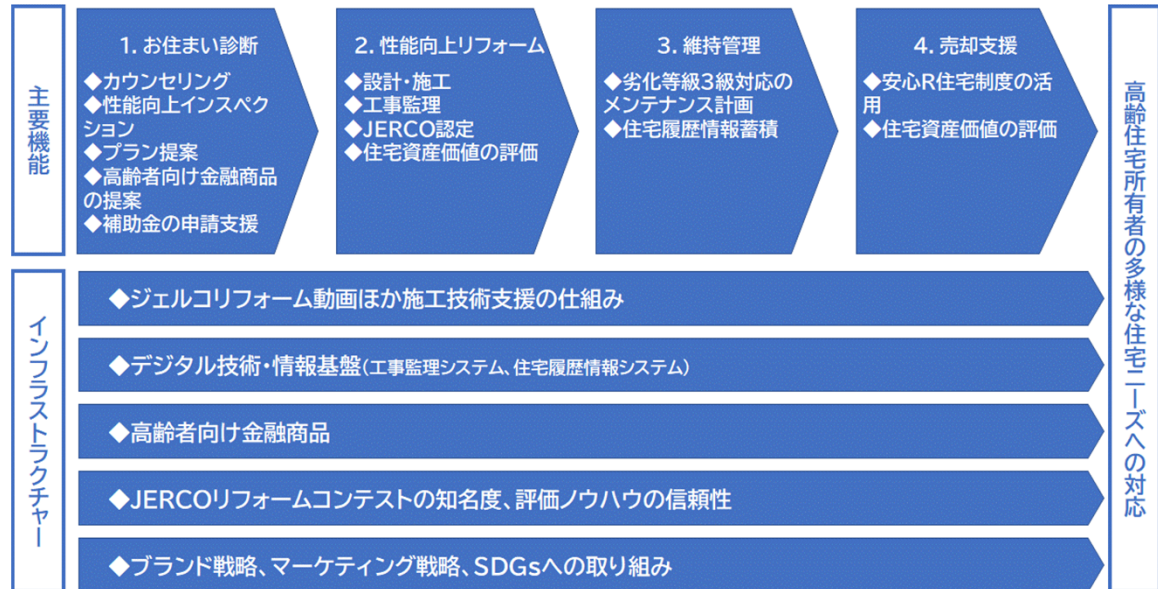 主要機能
1. お住まい診断
◆カウンセリング
◆性能向上インスペク
ション
◆プラン提案
◆高齢者向け金融商品
の提案
◆補助金の申請支援
2. 性能向上リフォーム
◆設計・施工
◆工事監理
◆JERCO認定
◆住宅資産価値の評価
3. 維持管理
◆劣化等級3級対応の
メンテナンス計画
◆住宅履歴情報蓄積
4. 売却支援
◆安心R住宅制度の活
用
◆住宅資産価値の評価
インフラストラクチャー
◆ジェルコリフォーム動画ほか施工技術支援の仕組み
◆デジタル技術・情報基盤(工事監理システム、住宅履歴情報システム)
◆高齢者向け金融商品
◆JERCOリフォームコンテストの知名度、評価ノウハウの信頼性
◆ブランド戦略、マーケティング戦略、SDGsへの取り組み
高齢住宅所有者の多様な住宅ニーズへの対応